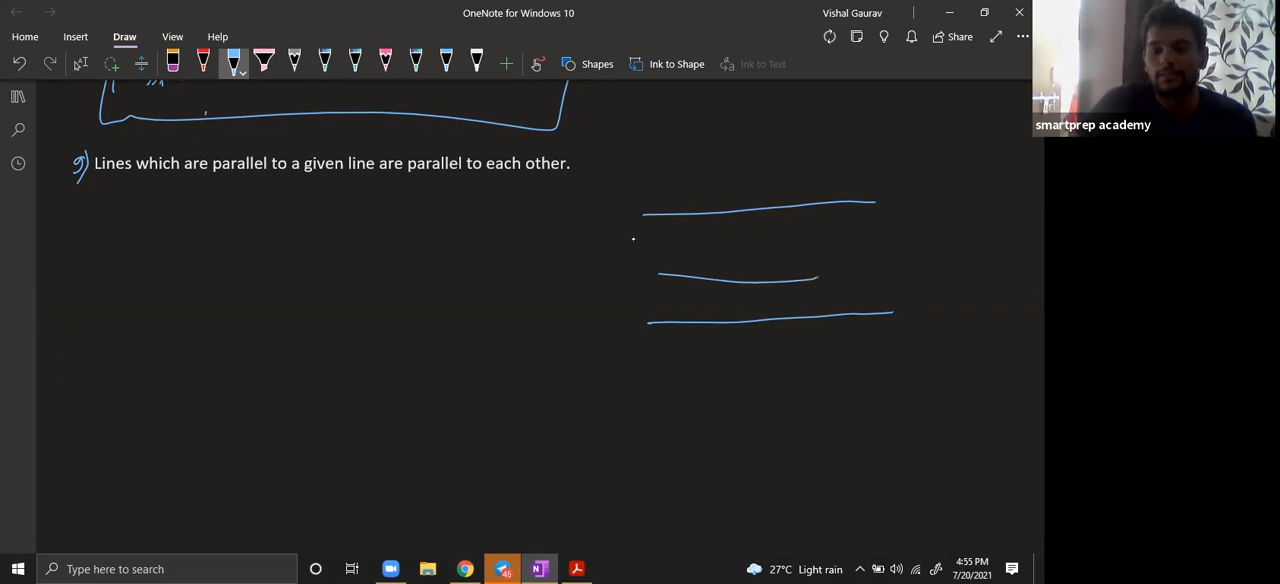 OneNote for Windows 10
Vishal Gaurav
Home Insert Draw View Help
Share
Shapes
Ink to Shape
Ink to Text
smartprep academy
9) Lines which are parallel to a given line are parallel to each other.
Type here to search
46
27°C Light rain
4:55 PM
7/20/2021